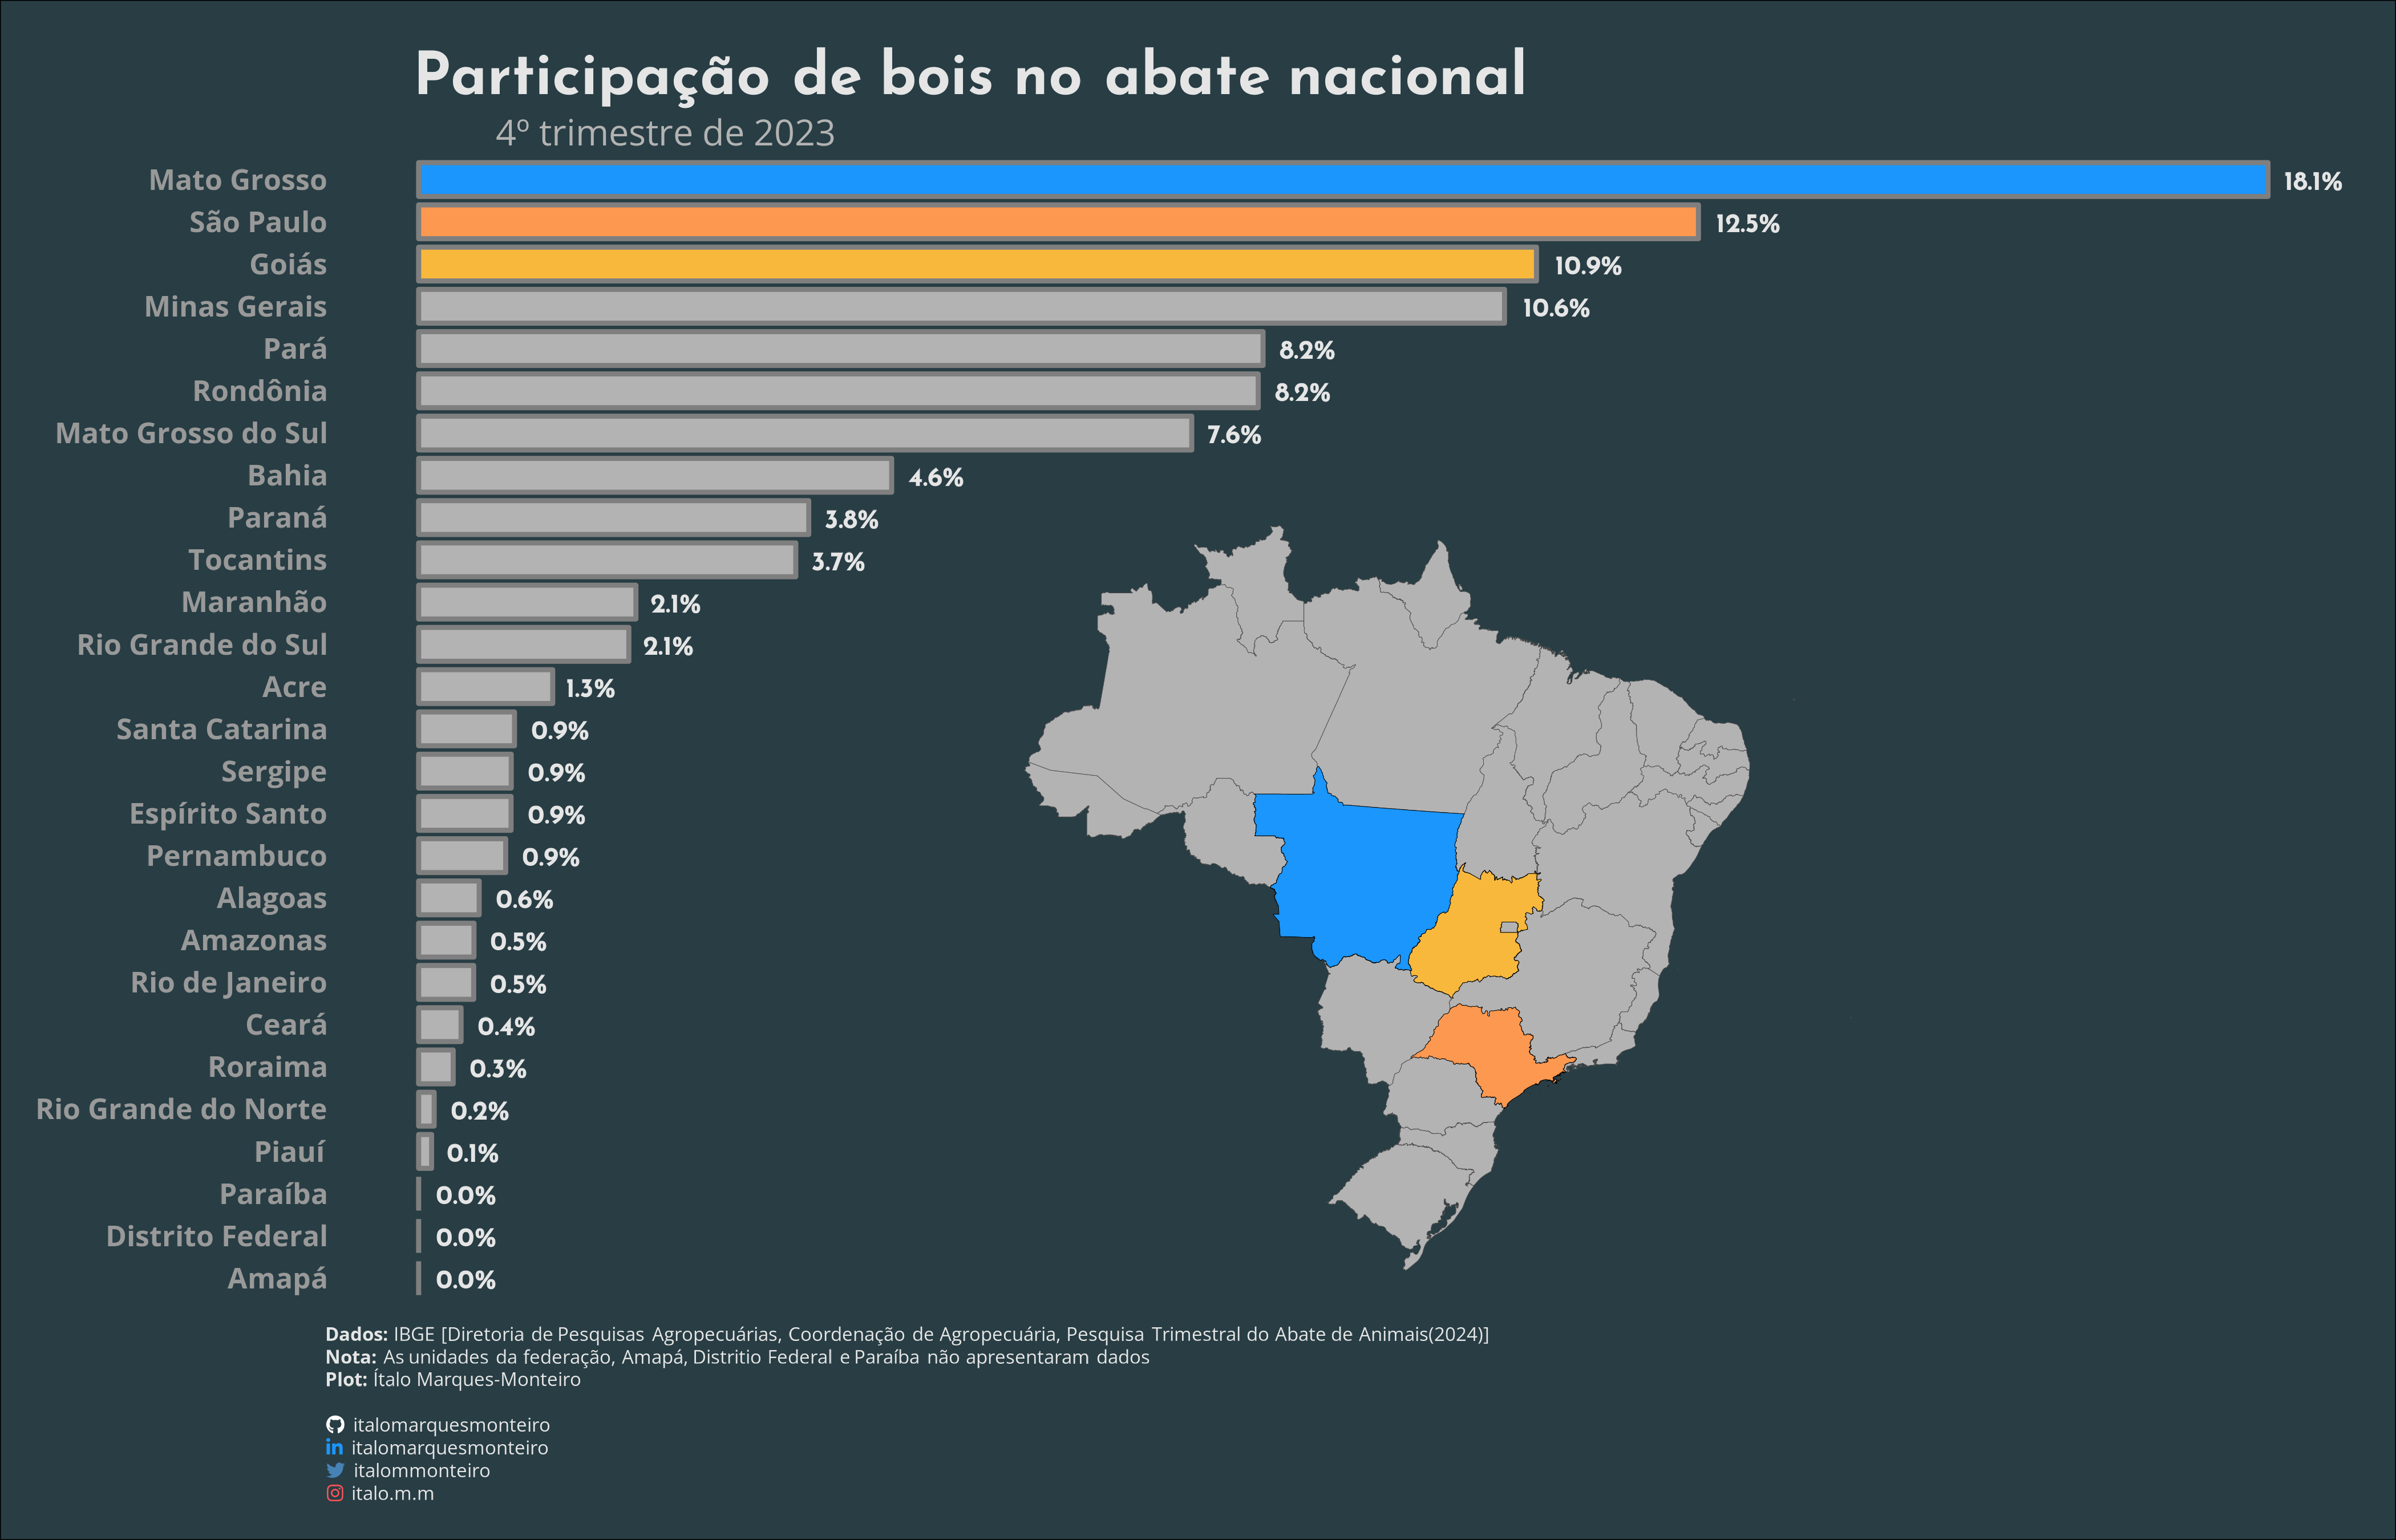 Participação de bois no abate nacional
4º trimestre de 2023
Mato Grosso 18.1%
São Paulo 12.5%
Goiás 10.9%
Minas Gerais 10.6%
Pará 8.2%
Rondônia 8.2%
Mato Grosso do Sul 7.6%
Bahia 4.6%
Paraná 3.8%
Tocantins 3.7%
Maranhão 2.1%
Rio Grande do Sul 2.1%
Acre 1.3%
Santa Catarina 0.9%
Sergipe 0.9%
Espírito Santo 0.9%
Pernambuco 0.9%
Alagoas 0.6%
Amazonas 0.5%
Rio de Janeiro 0.5%
Ceará 0.4%
Roraima 0.3%
Rio Grande do Norte 0.2%
Piauí 0.1%
Paraíba 0.0%
Distrito Federal 0.0%
Amapá 0.0%
Dados: IBGE [Diretoria de Pesquisas Agropecuárias, Coordenação de Agropecuária, Pesquisa Trimestral do Abate de Animais(2024)]
Nota: As unidades da federação, Amapá, Distritio Federal e Paraíba não apresentaram dados
Plot: Ítalo Marques-Monteiro
italomarquesmonteiro
italomarquesmonteiro
italommonteiro
italo.m.m